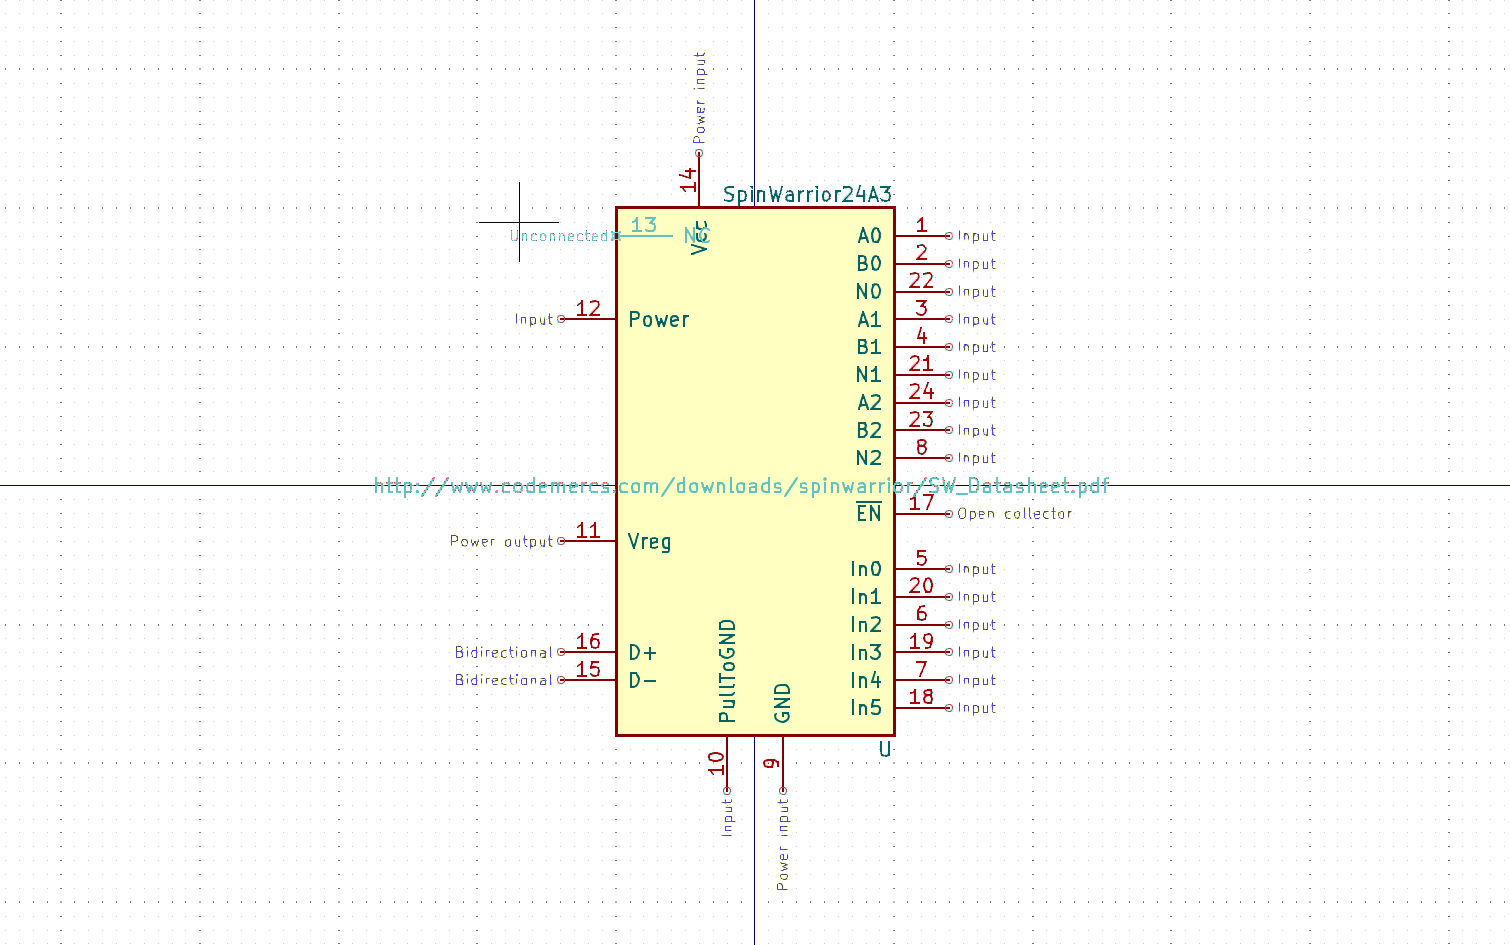 Power input
14
SpinWarrior24A3
Vcc
Unconnected 13 NC
A0 1 Input
B0 2 Input
N0 22 Input
Input 12 Power
A1 3 Input
B1 4 Input
N1 21 Input
A2 24 Input
B2 23 Input
N2 8 Input
http://www.codemercs.com/downloads/spinwarrior/SW_Datasheet.pdf
EN 17 Open collector
Power output 11 Vreg
In0 5 Input
In1 20 Input
In2 6 Input
Bidirectional 16 D+
In3 19 Input
Bidirectional 15 D-
In4 7 Input
In5 18 Input
PullToGND
GND
U
10
9
Input
Power input